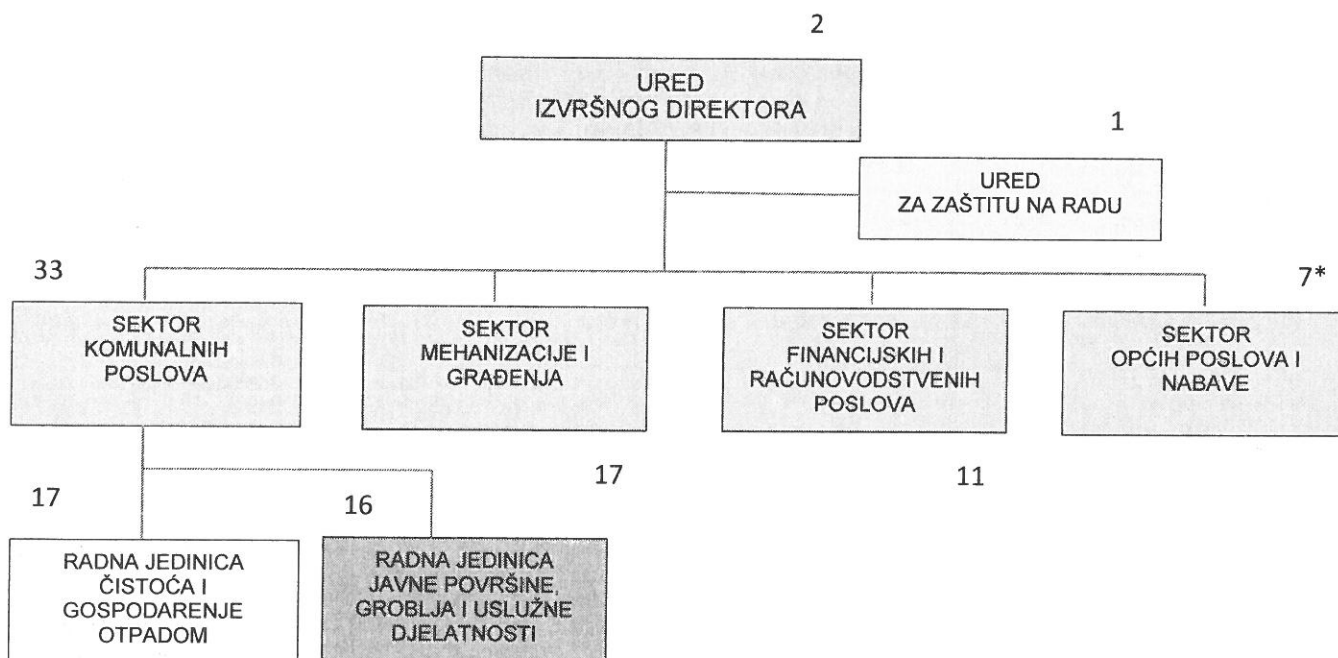 2
URED
IZVRŠNOG DIREKTORA
1
URED
ZA ZAŠTITU NA RADU
33
7*
SEKTOR
KOMUNALNIH
POSLOVA
SEKTOR
MEHANIZACIJE I
GRAĐENJA
SEKTOR
FINANCIJSKIH I
RAČUNOVODSTVENIH
POSLOVA
SEKTOR
OPĆIH POSLOVA I
NABAVE
17
16
17
11
RADNA JEDINICA
ČISTOĆA I
GOSPODARENJE
OTPADOM
RADNA JEDINICA
JAVNE POVRŠINE,
GROBLJA I USLUŽNE
DJELATNOSTI